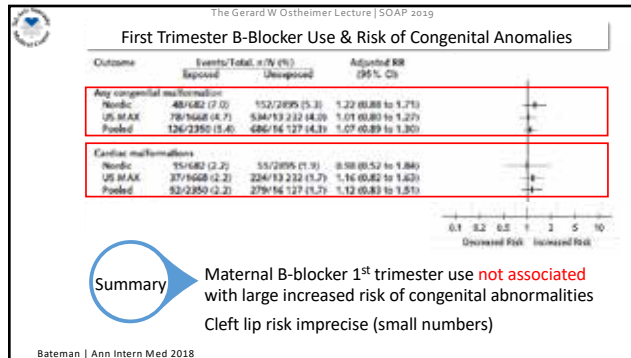 The Gerard W Ostheimer Lecture | SOAP 2019
First Trimester B-Blocker Use & Risk of Congenital Anomalies
Outcome Events/Total, n/N (%) Adjusted RR
Exposed Unexposed (95% CI)
Any congenital malformation
Nordic 48/682 (7.0) 152/2895 (5.3) 1.22 (0.88 to 1.71)
US MAX 78/1668 (4.7) 534/13 232 (4.0) 1.01 (0.80 to 1.27)
Pooled 126/2350 (5.4) 686/16 127 (4.3) 1.07 (0.89 to 1.30)
Cardiac malformations
Nordic 15/682 (2.2) 55/2895 (1.9) 0.98 (0.52 to 1.84)
US MAX 37/1668 (2.2) 224/13 232 (1.7) 1.16 (0.82 to 1.63)
Pooled 52/2350 (2.2) 279/16 127 (1.7) 1.12 (0.83 to 1.51)
0.1 0.2 0.5 1 2 5 10
Decreased Risk Increased Risk
Summary
Maternal B-blocker 1st trimester use not associated
with large increased risk of congenital abnormalities
Cleft lip risk imprecise (small numbers)
Bateman | Ann Intern Med 2018